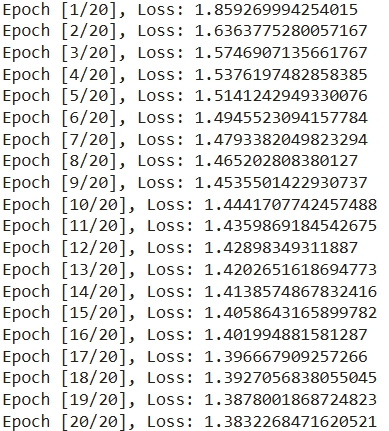 Epoch [1/20], Loss: 1.859269994254015
Epoch [2/20], Loss: 1.6363775280057167
Epoch [3/20], Loss: 1.5746907135661767
Epoch [4/20], Loss: 1.5376197482858385
Epoch [5/20], Loss: 1.5141242949330076
Epoch [6/20], Loss: 1.4945523094157784
Epoch [7/20], Loss: 1.4793382049823294
Epoch [8/20], Loss: 1.465202808380127
Epoch [9/20], Loss: 1.4535501422930737
Epoch [10/20], Loss: 1.4441707742457488
Epoch [11/20], Loss: 1.4359869184542675
Epoch [12/20], Loss: 1.42898349311887
Epoch [13/20], Loss: 1.4202651618694773
Epoch [14/20], Loss: 1.4138574867832416
Epoch [15/20], Loss: 1.4058643165899782
Epoch [16/20], Loss: 1.401994881581287
Epoch [17/20], Loss: 1.396667909257266
Epoch [18/20], Loss: 1.3927056838055045
Epoch [19/20], Loss: 1.3878001868724823
Epoch [20/20], Loss: 1.3832268471620521